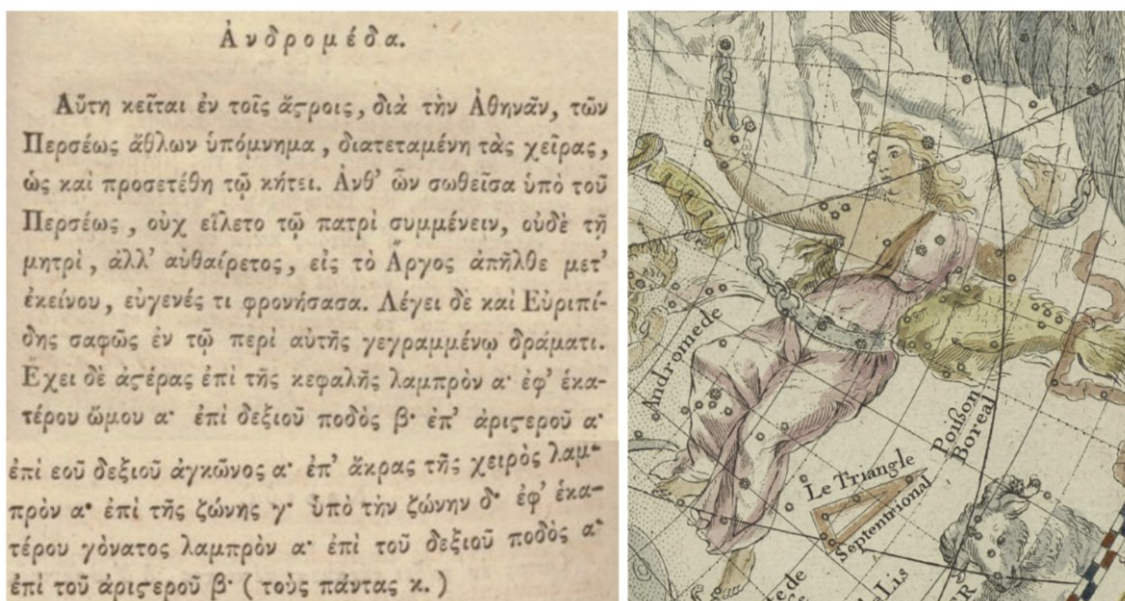 Ἀνδρομέδα.
Αὕτη κεῖται ἐν τοῖς ἄϛροις, διὰ τὴν Ἀθηνᾶν, τῶν
Περσέως ἄθλων ὑπόμνημα, διατεταμένη τὰς χεῖρας,
ὡς καὶ προσετέθη τῷ κήτει. Ἀνθ᾽ ὧν σωθεῖσα ὑπὸ τοῦ
Περσέως, οὐχ εἵλετο τῷ πατρὶ συμμένειν, οὐδὲ τῇ
μητρὶ, ἀλλ᾽ αὐθαίρετος, εἰς τὸ Ἄργος ἀπῆλθε μετ᾽
ἐκείνου, εὐγενές τι φρονήσασα. Λέγει δὲ καὶ Εὐριπί-
δης σαφῶς ἐν τῷ περὶ αὐτῆς γεγραμμένῳ δράματι.
Ἔχει δὲ ἀϛέρας ἐπὶ τῆς κεφαλῆς λαμπρὸν α· ἐφ᾽ ἑκα-
τέρου ὤμου α· ἐπὶ δεξιοῦ ποδὸς β· ἐπ᾽ ἀριϛεροῦ α·
ἐπὶ εοῦ δεξιοῦ ἀγκῶνος α· ἐπ᾽ ἄκρας τῆς χειρὸς λαμ-
πρὸν α· ἐπὶ τῆς ζώνης γ· ὑπὸ τὴν ζώνην δ· ἐφ᾽ ἑκα-
τέρου γόνατος λαμπρὸν α· ἐπὶ τοῦ δεξιοῦ ποδὸς α·
ἐπὶ τοῦ ἀριϛεροῦ β· (τοὺς πάντας κ.)
Andromede
Poißon
Boreal
Le Triangle
Septentrional